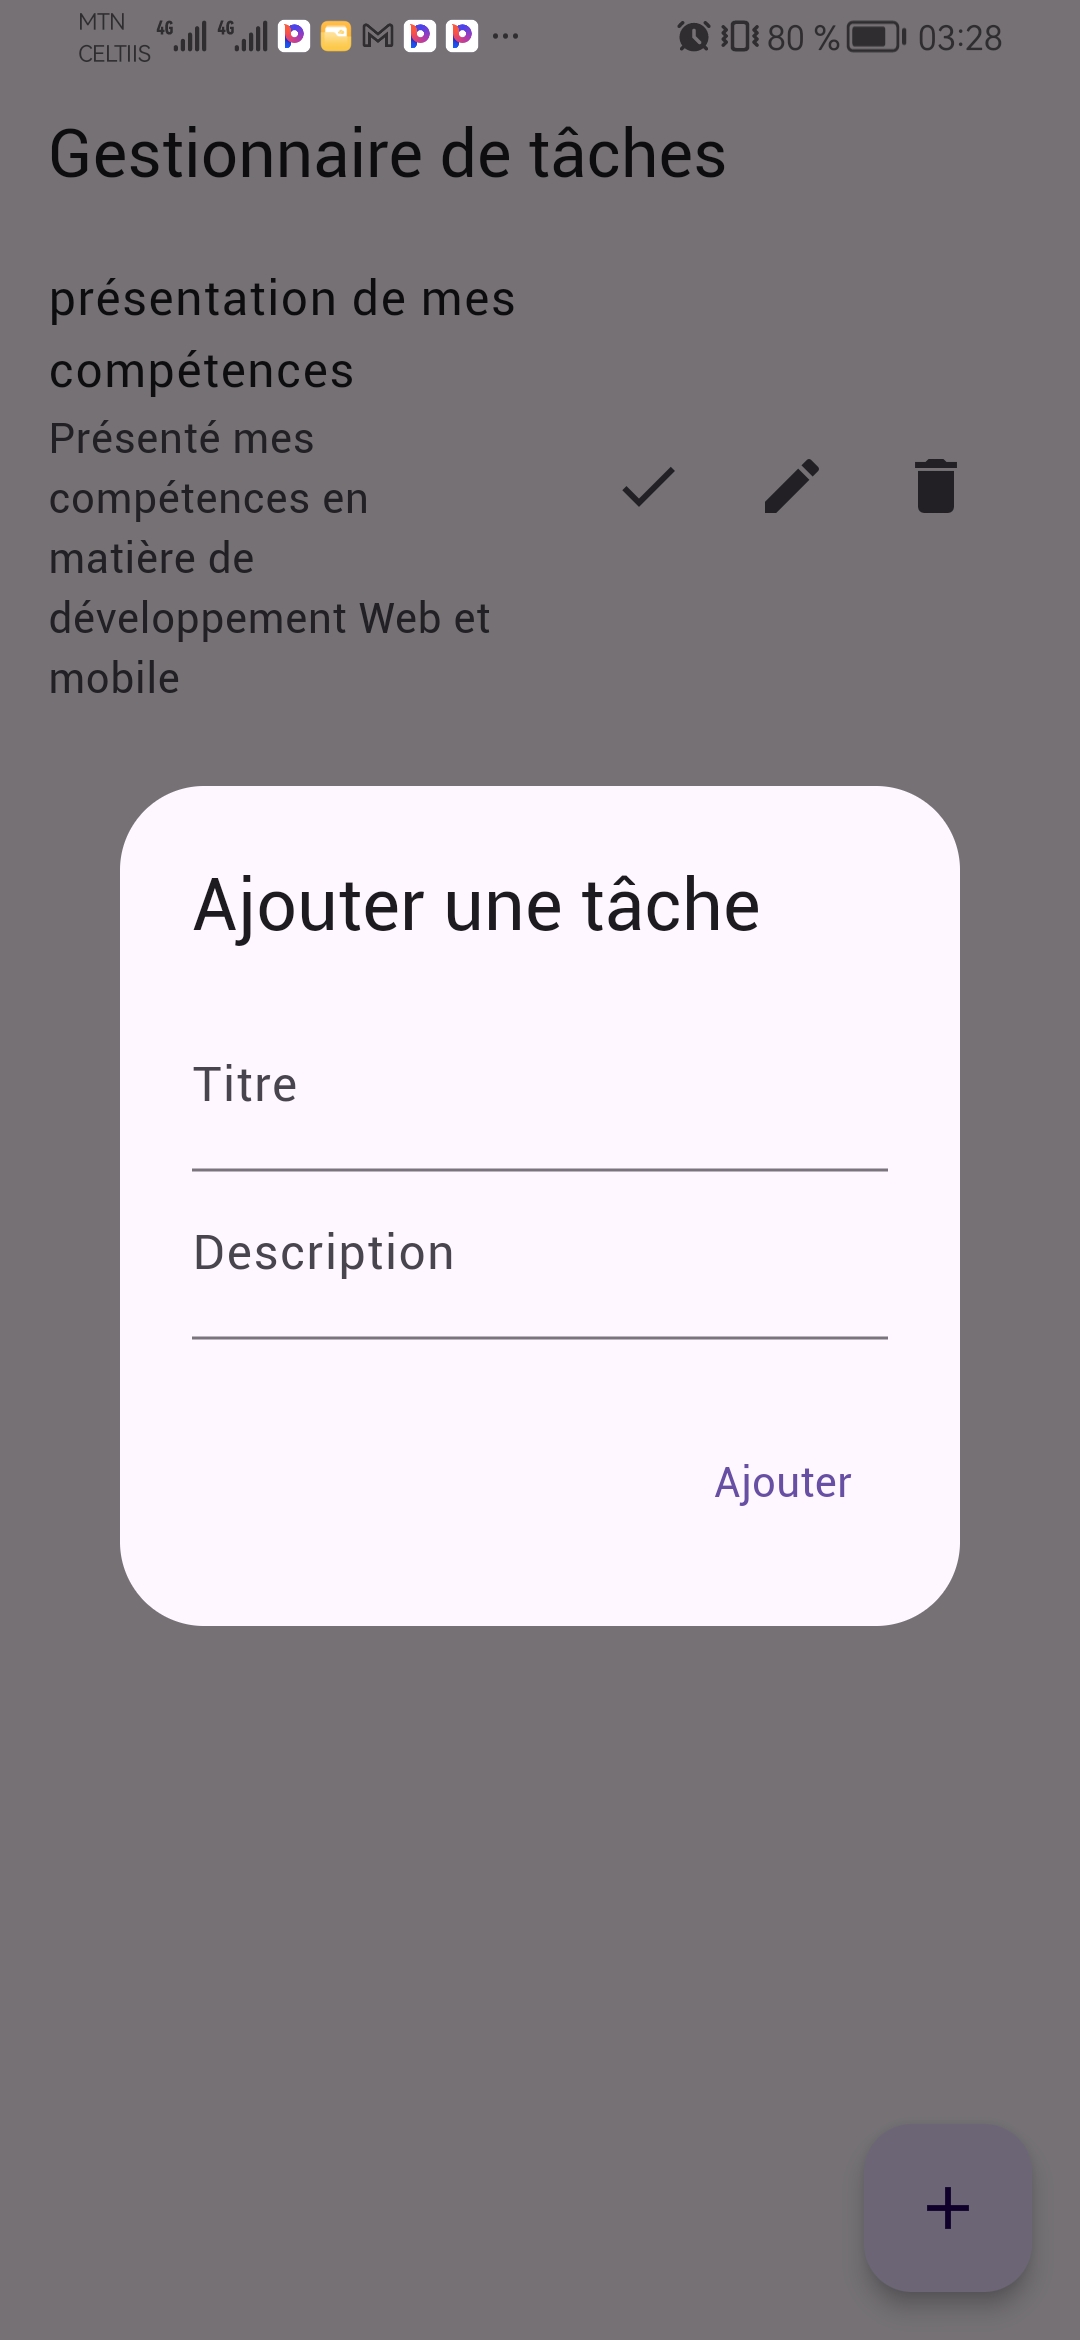 MTN
CELTIIS
4G 4G 80 % 03:28
Gestionnaire de tâches
présentation de mes
compétences
Présenté mes
compétences en
matière de
développement Web et
mobile
Ajouter une tâche
Titre
Description
Ajouter